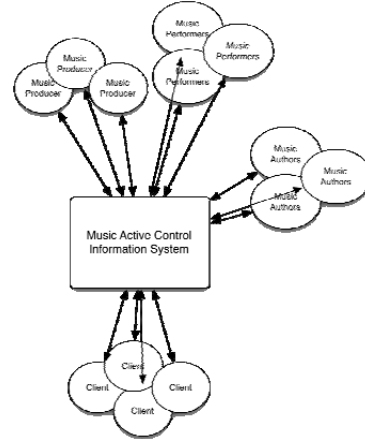 Music
Performers
Music
Performers
Music
Performers
Music
Producer
Music
Producer
Music
Producer
Music
Authors
Music
Authors
Music
Authors
Music Active Control
Information System
Client
Client
Client
Client